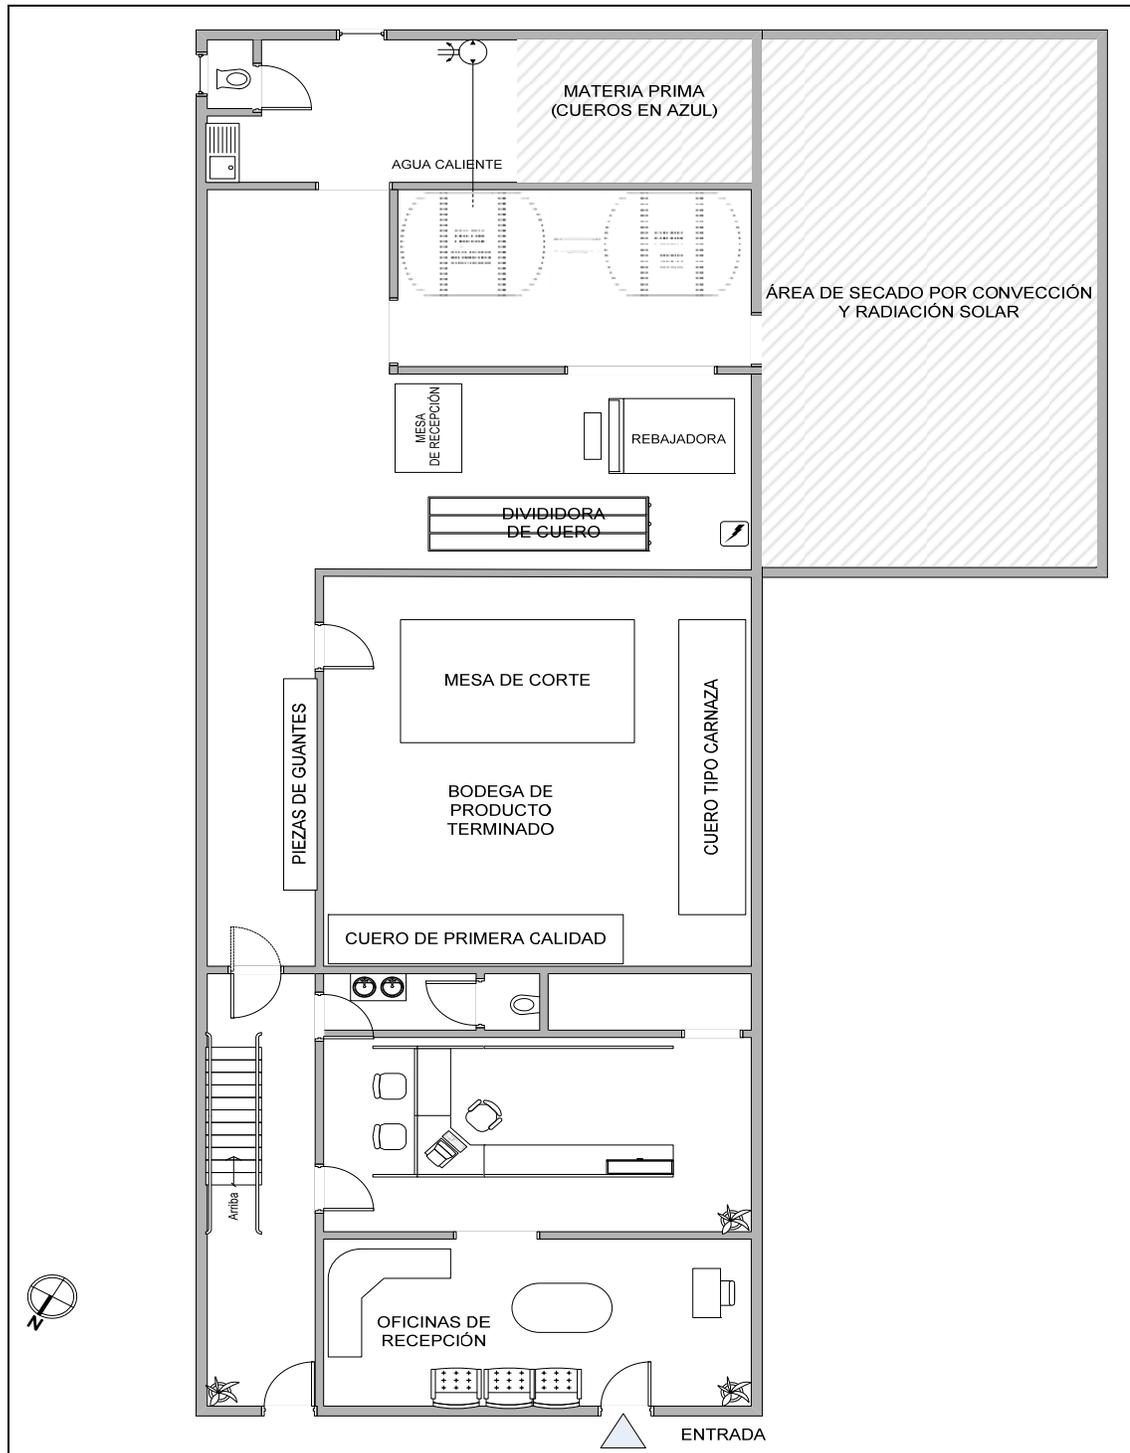 MATERIA PRIMA
(CUEROS EN AZUL)
AGUA CALIENTE
ÁREA DE SECADO POR CONVECCIÓN
Y RADIACIÓN SOLAR
MESA
DE RECEPCIÓN
REBAJADORA
DIVIDIDORA
DE CUERO
MESA DE CORTE
PIEZAS DE GUANTES
CUERO TIPO CARNAZA
BODEGA DE
PRODUCTO
TERMINADO
CUERO DE PRIMERA CALIDAD
Arriba
N
OFICINAS DE
RECEPCIÓN
ENTRADA